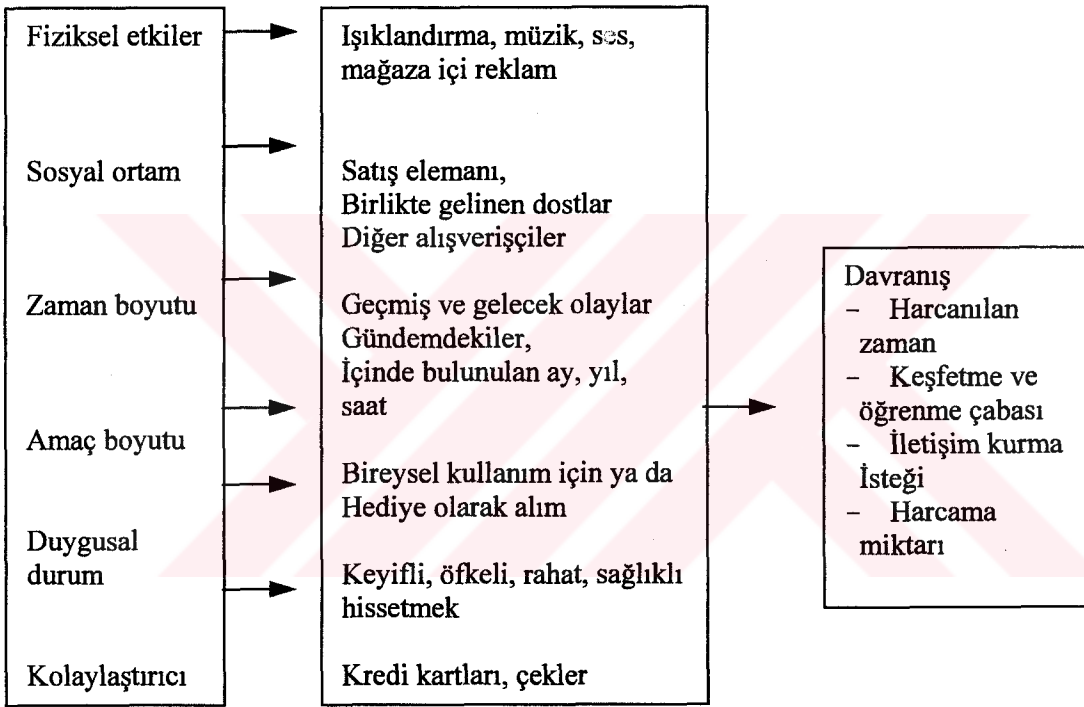 Fiziksel etkiler
Sosyal ortam
Zaman boyutu
Amaç boyutu
Duygusal
durum
Kolaylaştırıcı
Işıklandırma, müzik, ses,
mağaza içi reklam
Satış elemanı,
Birlikte gelinen dostlar
Diğer alışverişçiler
Geçmiş ve gelecek olaylar
Gündemdekiler,
İçinde bulunulan ay, yıl,
saat
Bireysel kullanım için ya da
Hediye olarak alım
Keyifli, öfkeli, rahat, sağlıklı
hissetmek
Kredi kartları, çekler
Davranış
– Harcanılan
zaman
– Keşfetme ve
öğrenme çabası
– İletişim kurma
İsteği
– Harcama
miktarı